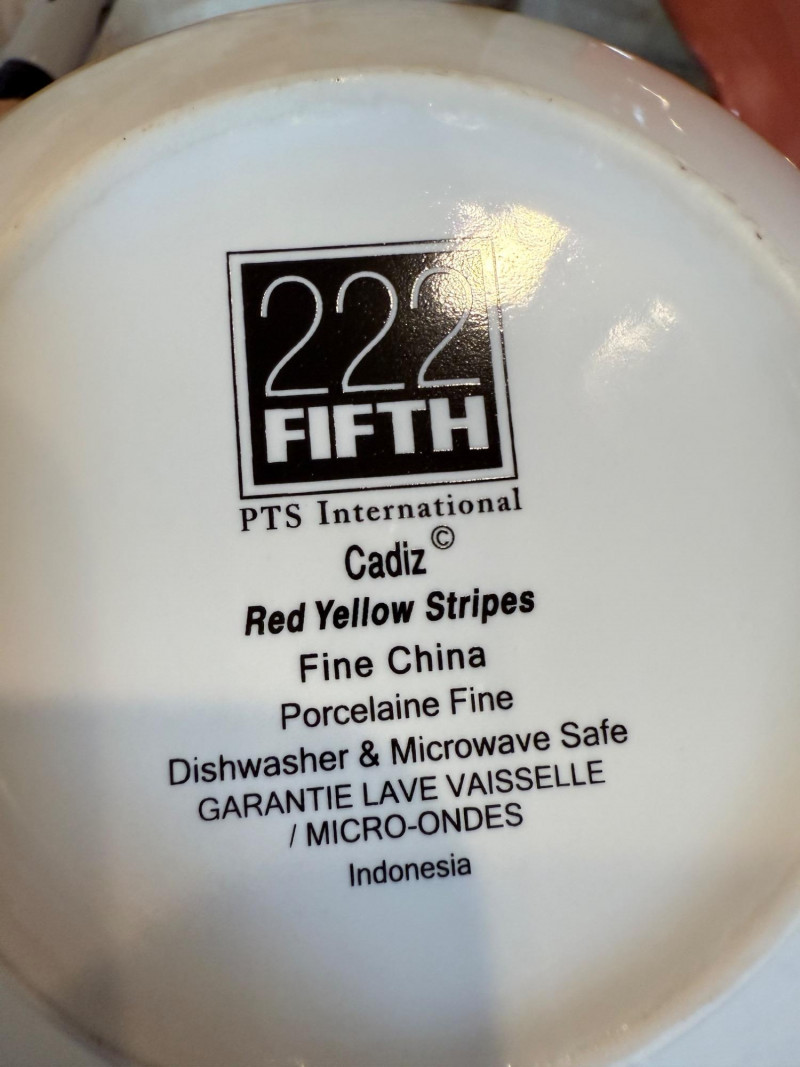 222
FIFTH
PTS International
Cadiz©
Red Yellow Stripes
Fine China
Porcelaine Fine
Dishwasher & Microwave Safe
GARANTIE LAVE VAISSELLE
/ MICRO-ONDES
Indonesia